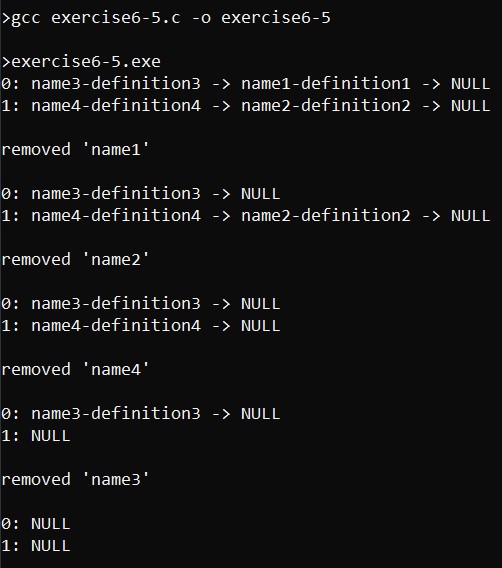 >gcc exercise6-5.c -o exercise6-5
>exercise6-5.exe
0: name3-definition3 -> name1-definition1 -> NULL
1: name4-definition4 -> name2-definition2 -> NULL
removed 'name1'
0: name3-definition3 -> NULL
1: name4-definition4 -> name2-definition2 -> NULL
removed 'name2'
0: name3-definition3 -> NULL
1: name4-definition4 -> NULL
removed 'name4'
0: name3-definition3 -> NULL
1: NULL
removed 'name3'
0: NULL
1: NULL